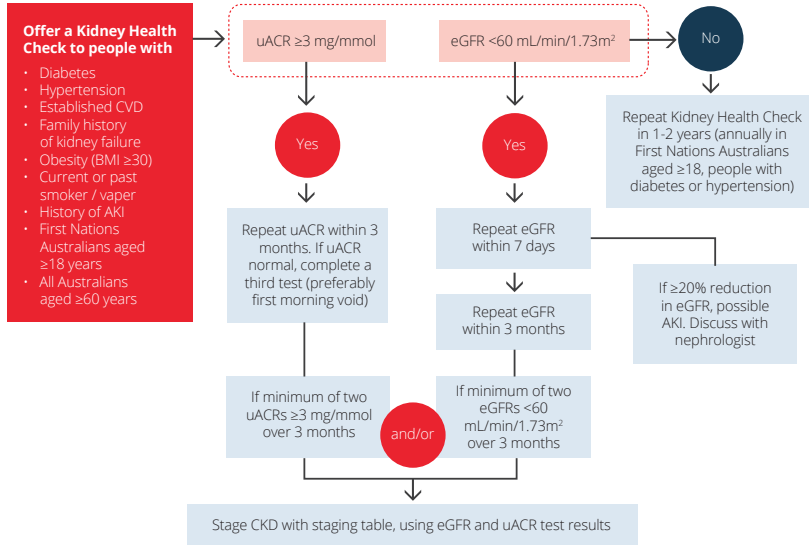 Offer a Kidney Health
Check to people with
• Diabetes
• Hypertension
• Established CVD
• Family history
of kidney failure
• Obesity (BMI ≥30)
• Current or past
smoker / vaper
• History of AKI
• First Nations
Australians aged
≥18 years
• All Australians
aged ≥60 years
uACR ≥3 mg/mmol
eGFR <60 mL/min/1.73m²
No
Yes
Yes
Repeat Kidney Health Check
in 1-2 years (annually in
First Nations Australians
aged ≥18, people with
diabetes or hypertension)
Repeat uACR within 3
months. If uACR
normal, complete a
third test (preferably
first morning void)
Repeat eGFR
within 7 days
If ≥20% reduction
in eGFR, possible
AKI. Discuss with
nephrologist
Repeat eGFR
within 3 months
If minimum of two
uACRs ≥3 mg/mmol
over 3 months
and/or
If minimum of two
eGFRs <60
mL/min/1.73m²
over 3 months
Stage CKD with staging table, using eGFR and uACR test results